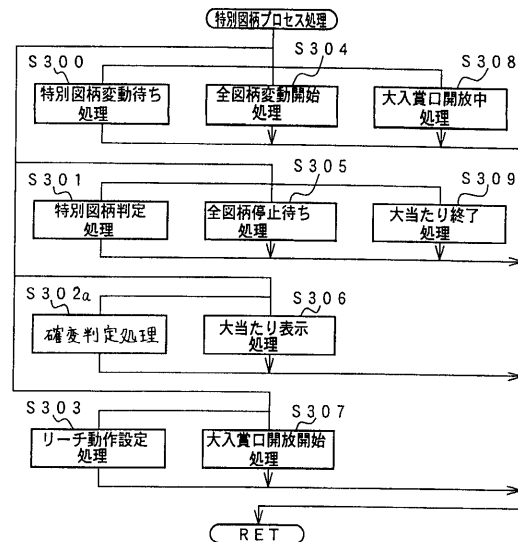 特別図柄プロセス処理
S300
S304
S308
特別図柄変動待ち
処理
全図柄変動開始
処理
大入賞口開放中
処理
S301
S305
S309
特別図柄判定
処理
全図柄停止待ち
処理
大当たり終了
処理
S302a
S306
確変判定処理
大当たり表示
処理
S303
S307
リーチ動作設定
処理
大入賞口開放開始
処理
RET